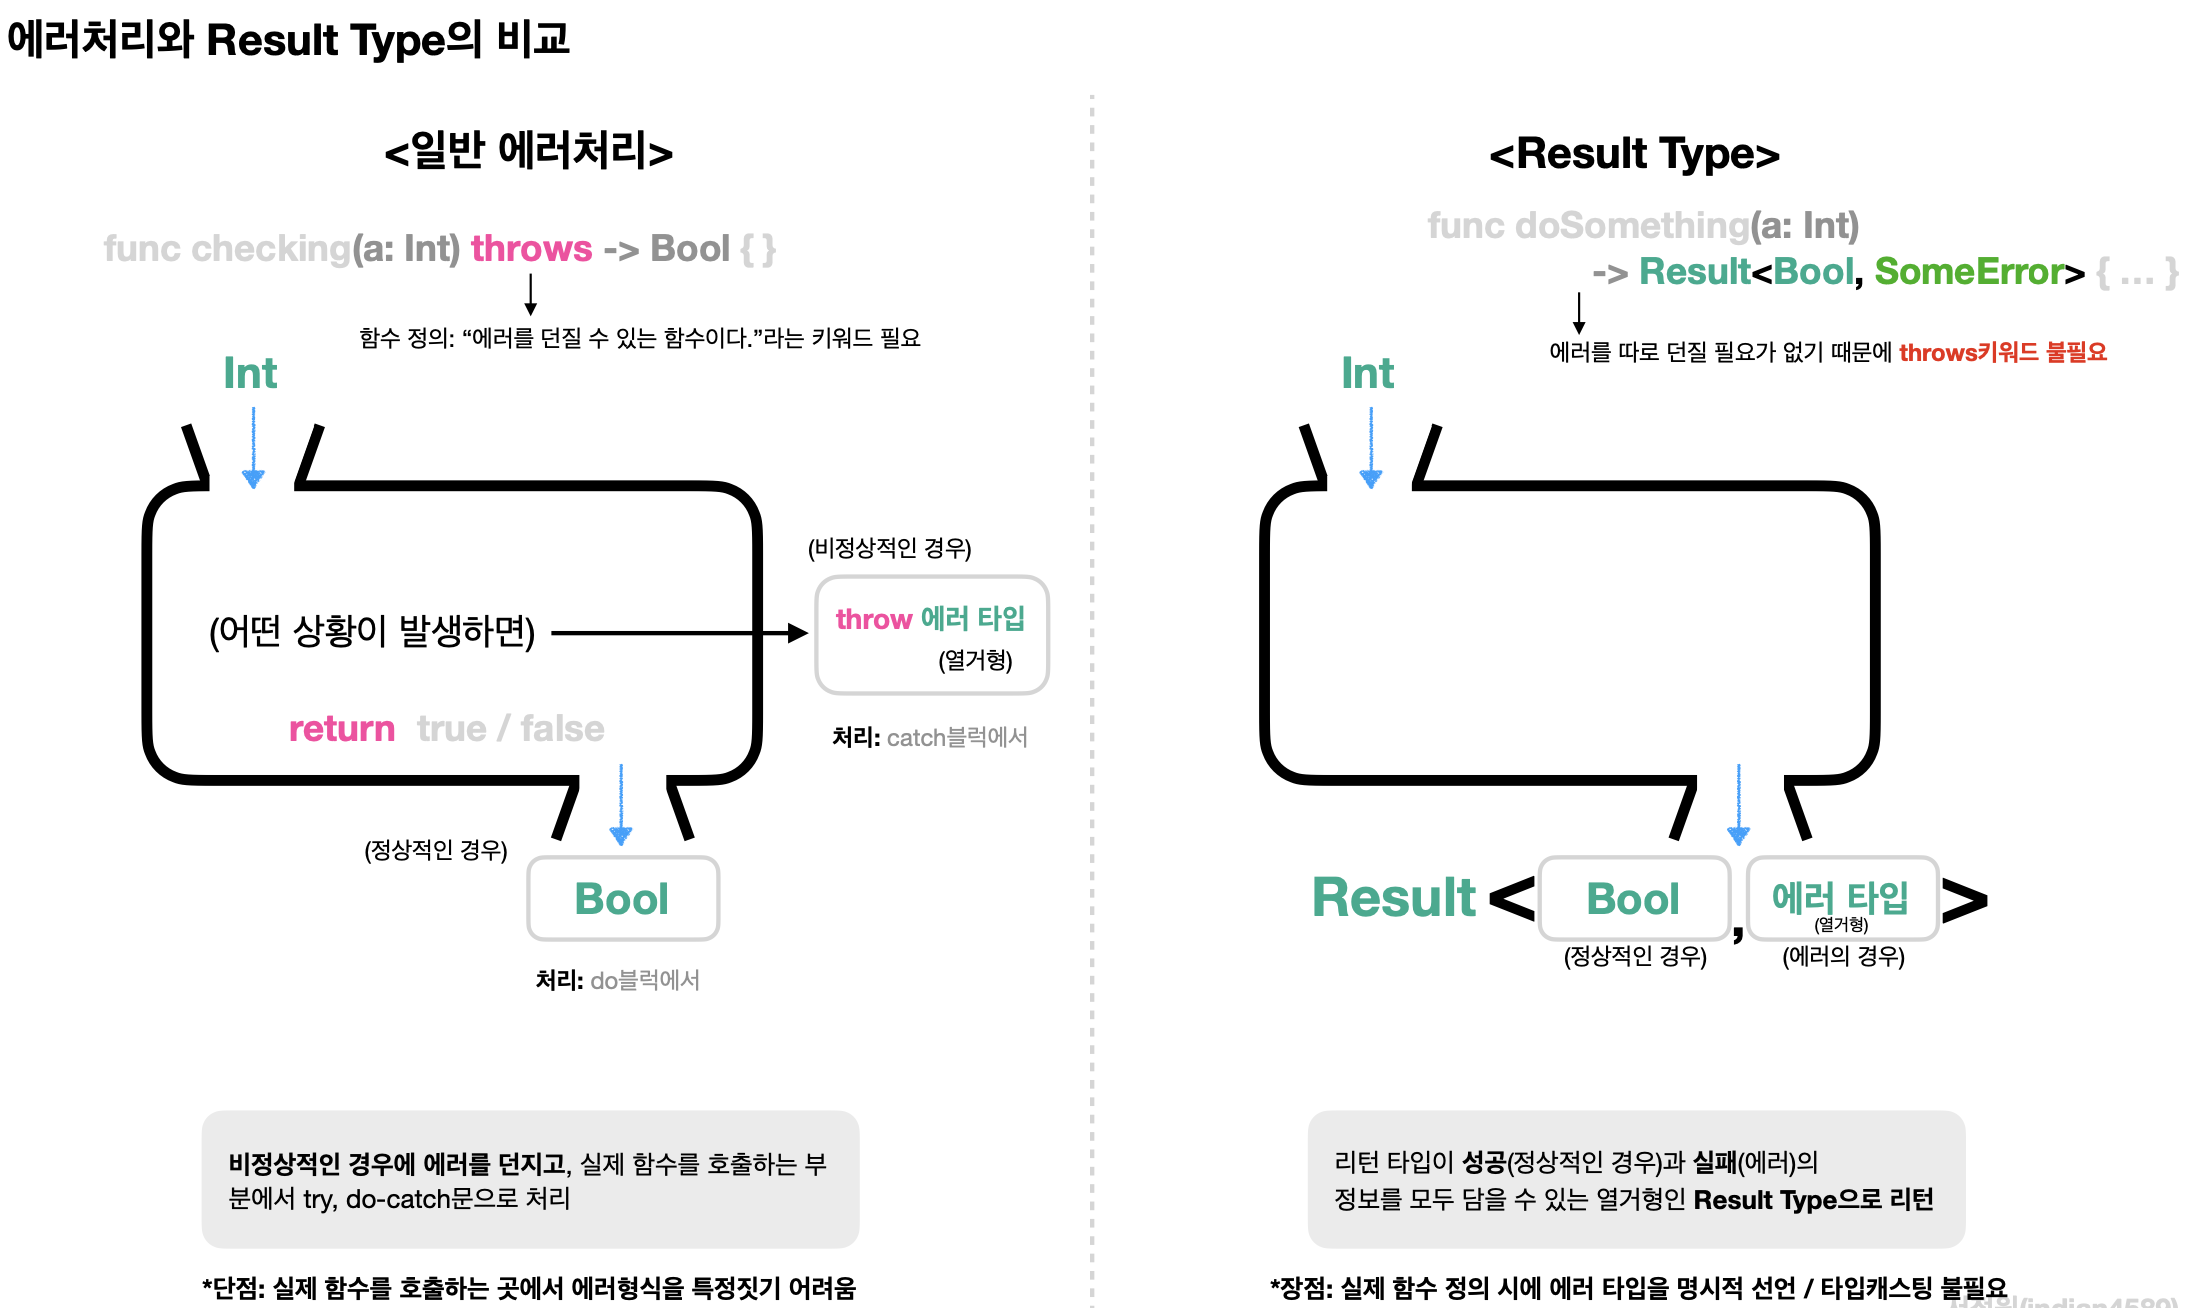 에러처리와 Result Type의 비교
<일반 에러처리>
func checking(a: Int) throws -> Bool { }
함수 정의: “에러를 던질 수 있는 함수이다.”라는 키워드 필요
Int
(어떤 상황이 발생하면)
(비정상적인 경우)
throw 에러 타입
(열거형)
처리: catch블럭에서
return true / false
(정상적인 경우)
Bool
처리: do블럭에서
비정상적인 경우에 에러를 던지고, 실제 함수를 호출하는 부
분에서 try, do-catch문으로 처리
*단점: 실제 함수를 호출하는 곳에서 에러형식을 특정짓기 어려움
<Result Type>
func doSomething(a: Int)
-> Result<Bool, SomeError> { ... }
에러를 따로 던질 필요가 없기 때문에 throws키워드 불필요
Int
Result < Bool , 에러 타입 >
(열거형)
(정상적인 경우) (에러의 경우)
리턴 타입이 성공(정상적인 경우)과 실패(에러)의
정보를 모두 담을 수 있는 열거형인 Result Type으로 리턴
*장점: 실제 함수 정의 시에 에러 타입을 명시적 선언 / 타입캐스팅 불필요